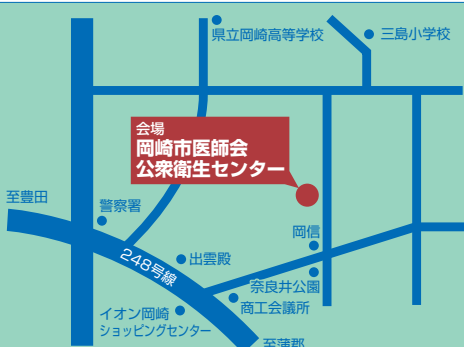 県立岡崎高等学校
三島小学校
会場
岡崎市医師会
公衆衛生センター
至豊田
警察署
岡信
248号線
出雲殿
奈良井公園
商工会議所
イオン岡崎
ショッピングセンター
至蒲郡